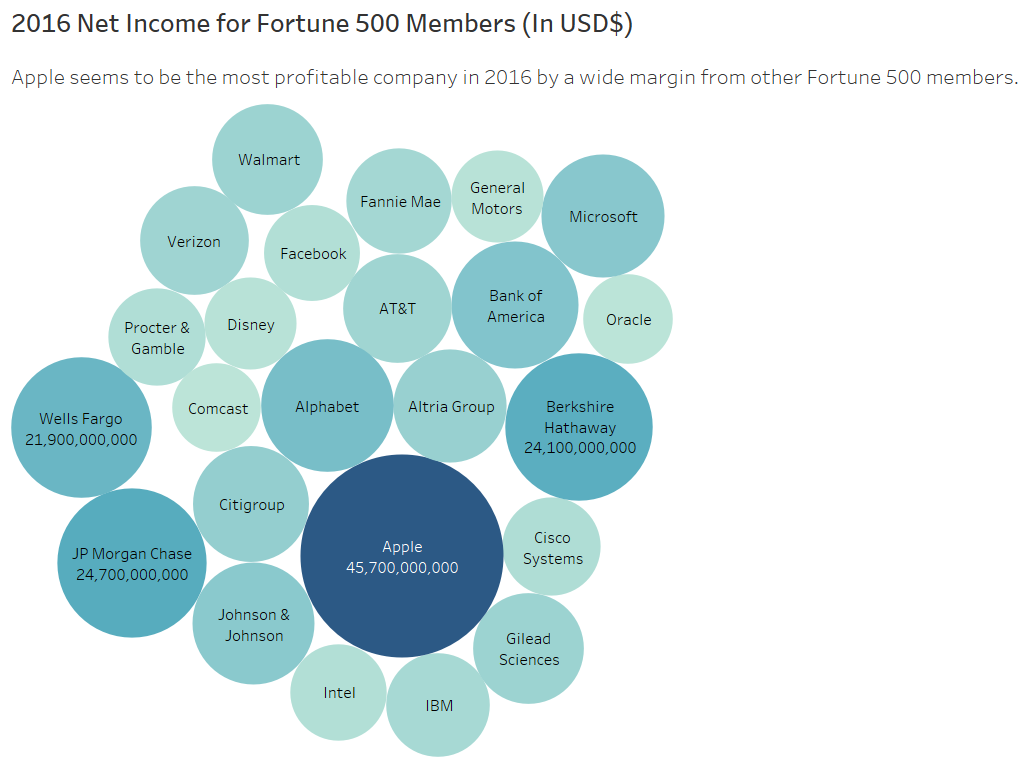 2016 Net Income for Fortune 500 Members (In USD$)
Apple seems to be the most profitable company in 2016 by a wide margin from other Fortune 500 members.
Walmart
Fannie Mae
General
Motors
Microsoft
Verizon
Facebook
AT&T
Bank of
America
Oracle
Procter &
Gamble
Disney
Wells Fargo
21,900,000,000
Comcast
Alphabet
Altria Group
Berkshire
Hathaway
24,100,000,000
Citigroup
JP Morgan Chase
24,700,000,000
Apple
45,700,000,000
Cisco
Systems
Johnson &
Johnson
Gilead
Sciences
Intel
IBM